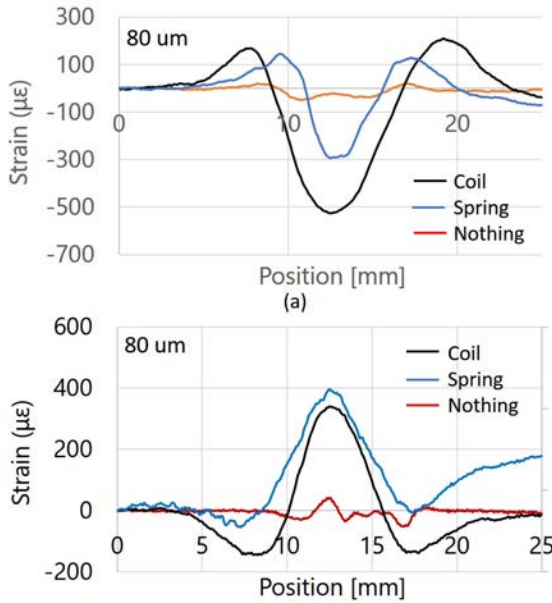 80 um
300
100
-100
-300
-500
-700
0
10
20
Strain (με)
Coil
Spring
Nothing
Position [mm]
(a)
80 um
600
400
200
0
-200
0
5
10
15
20
25
Strain (με)
Coil
Spring
Nothing
Position [mm]